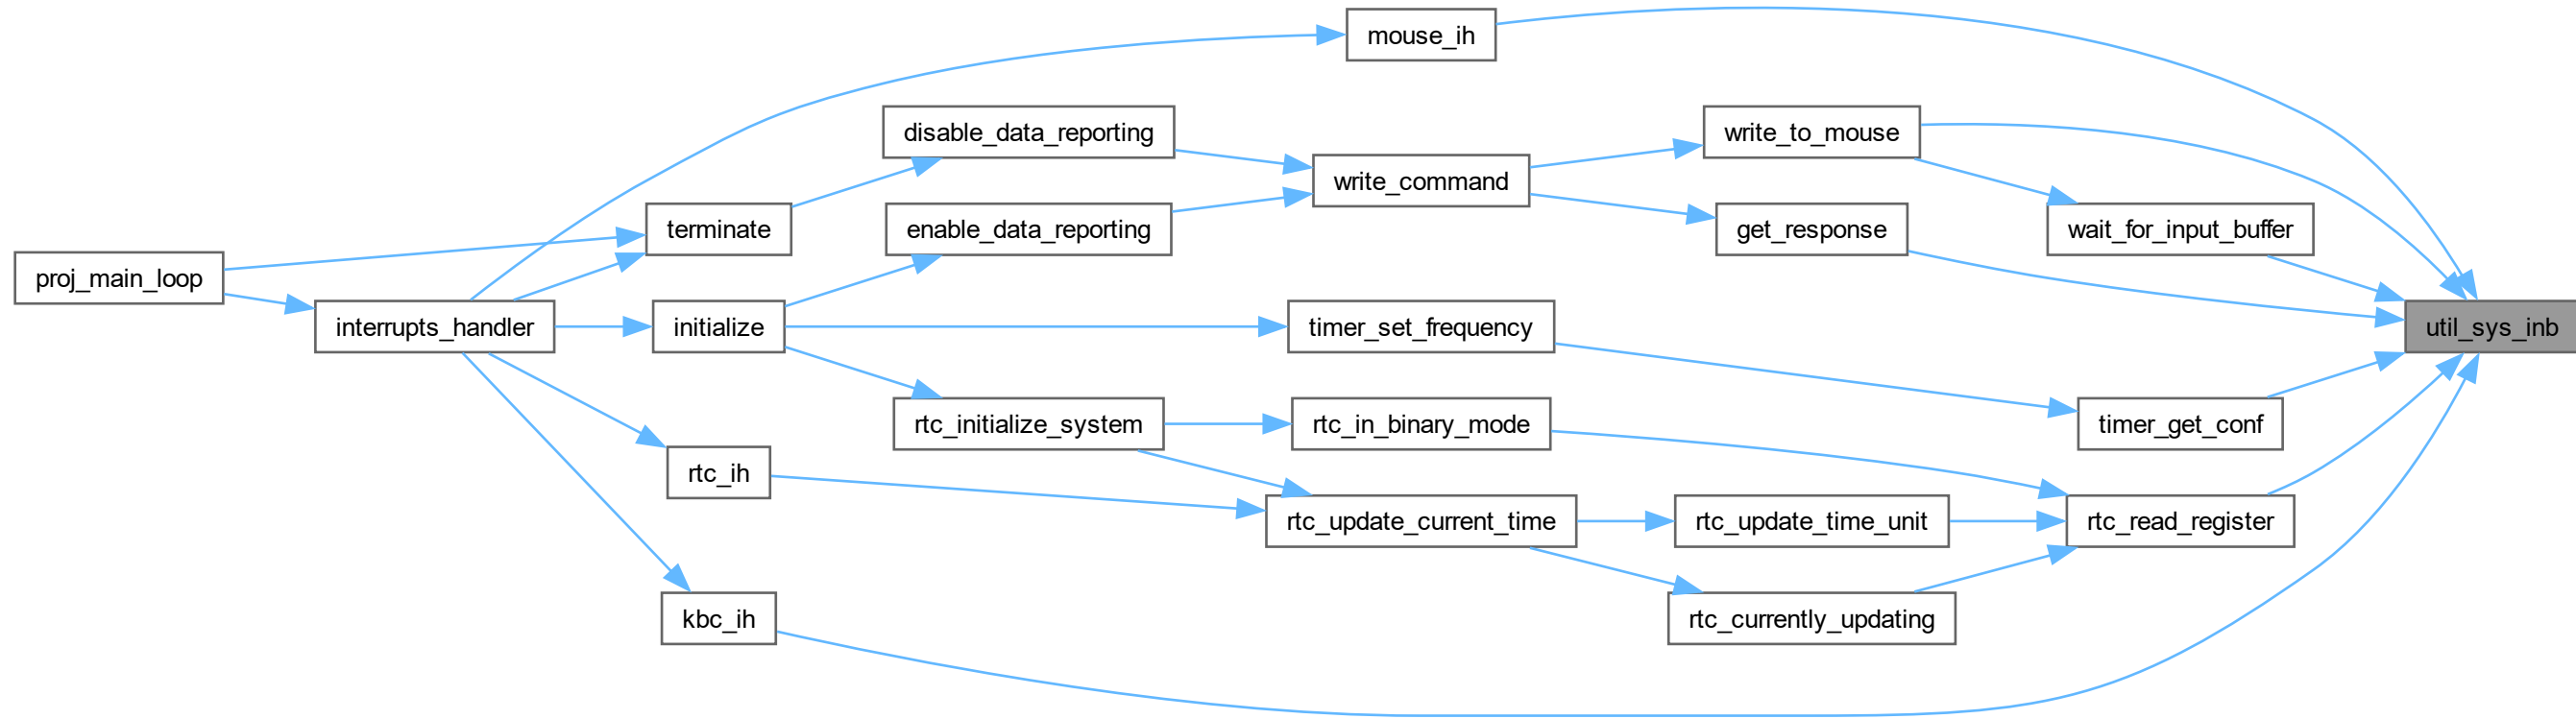 mouse_ih
disable_data_reporting
write_to_mouse
write_command
terminate
enable_data_reporting
get_response
wait_for_input_buffer
proj_main_loop
interrupts_handler
initialize
timer_set_frequency
util_sys_inb
rtc_initialize_system
rtc_in_binary_mode
timer_get_conf
rtc_ih
rtc_update_current_time
rtc_update_time_unit
rtc_read_register
kbc_ih
rtc_currently_updating